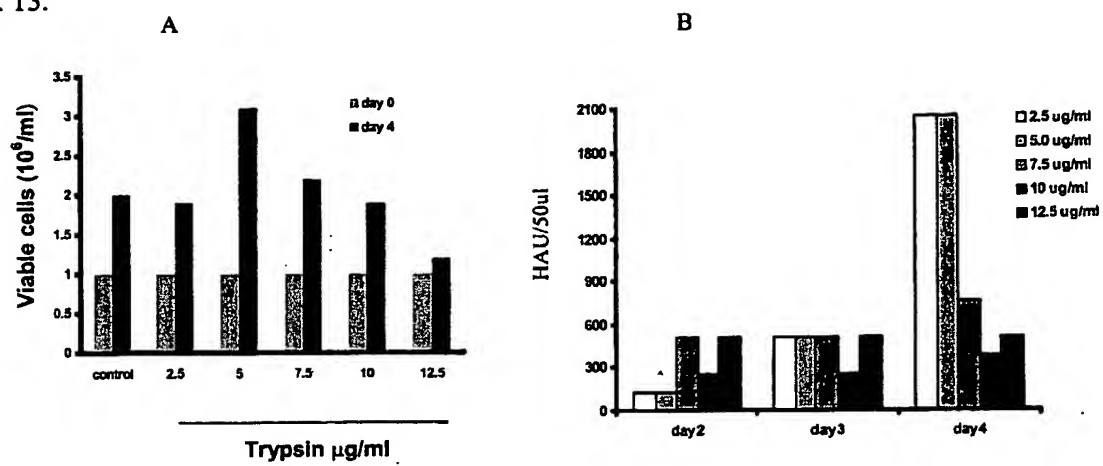 13.
A
B
3.5
3
2.5
2
1.5
1
0.5
0
Viable cells (10⁶/ml)
day 0
day 4
control 2.5 5 7.5 10 12.5
Trypsin µg/ml
2100
1800
1500
1200
900
600
300
0
HAU/50ul
2.5 ug/ml
5.0 ug/ml
7.5 ug/ml
10 ug/ml
12.5 ug/ml
day2 day3 day4